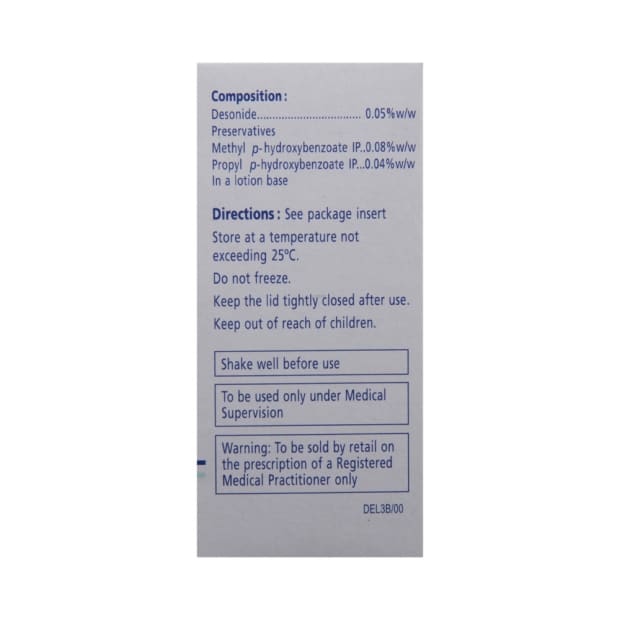 Composition :
Desonide.................................. 0.05%w/w
Preservatives
Methyl p-hydroxybenzoate IP..0.08%w/w
Propyl p-hydroxybenzoate IP...0.04%w/w
In a lotion base
Directions : See package insert
Store at a temperature not
exceeding 25ºC.
Do not freeze.
Keep the lid tightly closed after use.
Keep out of reach of children.
Shake well before use
To be used only under Medical
Supervision
Warning: To be sold by retail on
the prescription of a Registered
Medical Practitioner only
DEL3B/00